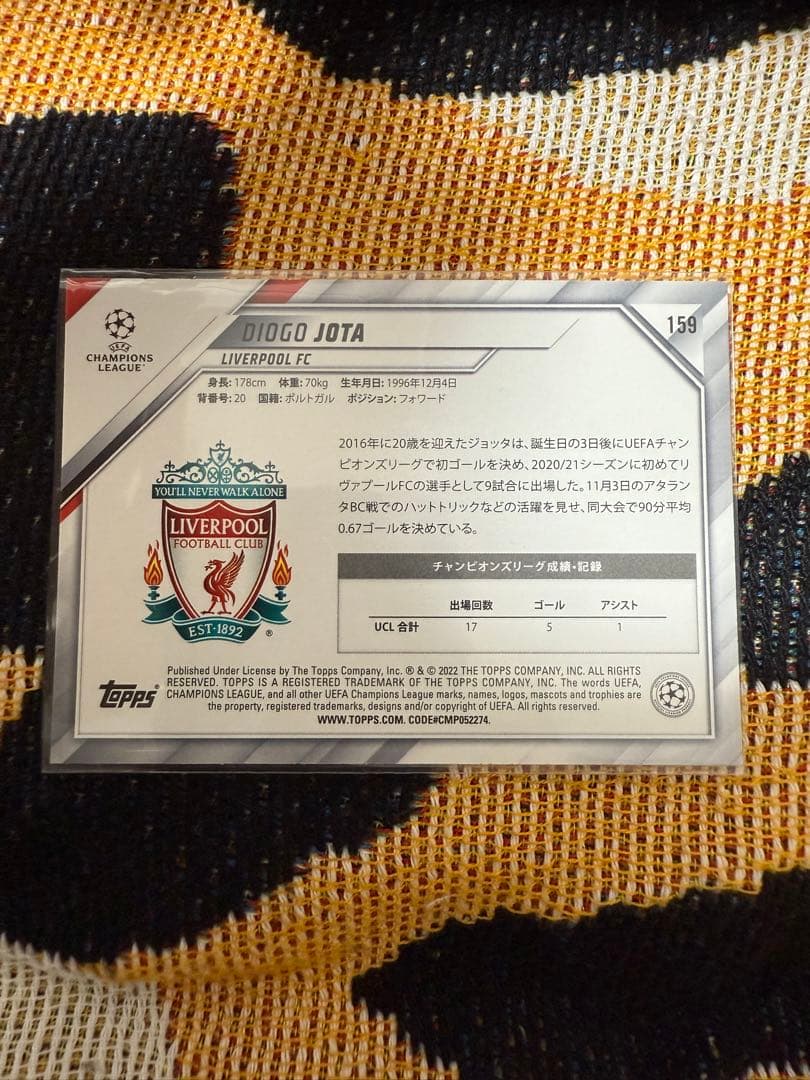 UEFA
CHAMPIONS
LEAGUE
DIOGO JOTA
159
LIVERPOOL FC
身長: 178cm 体重: 70kg 生年月日: 1996年12月4日
背番号: 20 国籍: ポルトガル ポジション: フォワード
2016年に20歳を迎えたジョッタは、誕生日の3日後にUEFAチャン
ピオンズリーグで初ゴールを決め、2020/21シーズンに初めてリ
ヴァプールFCの選手として9試合に出場した。11月3日のアタラン
タBC戦でのハットトリックなどの活躍を見せ、同大会で90分平均
0.67ゴールを決めている。
YOU'LL NEVER WALK ALONE
LIVERPOOL
FOOTBALL CLUB
EST·1892 ®
チャンピオンズリーグ成績・記録
出場回数 ゴール アシスト
UCL 合計 17 5 1
Topps®
Published Under License by The Topps Company, Inc. ® & © 2022 THE TOPPS COMPANY, INC. ALL RIGHTS
RESERVED. TOPPS IS A REGISTERED TRADEMARK OF THE TOPPS COMPANY, INC. The words UEFA,
CHAMPIONS LEAGUE, and all other UEFA Champions League marks, names, logos, mascots and trophies are
the property, registered trademarks, designs and/or copyright of UEFA. All rights reserved.
WWW.TOPPS.COM. CODE#CMP052274.